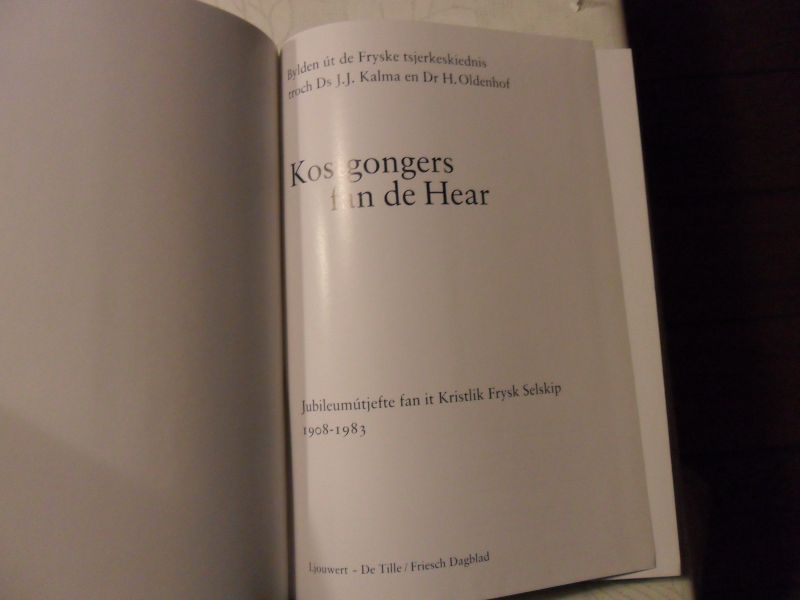 Bylden út de Fryske tsjerkeskiednis
troch Ds J.J. Kalma en Dr H. Oldenhof
Kostgongers
fan de Hear
Jubileumútjefte fan it Kristlik Frysk Selskip
1908-1983
Ljouwert - De Tille / Friesch Dagblad